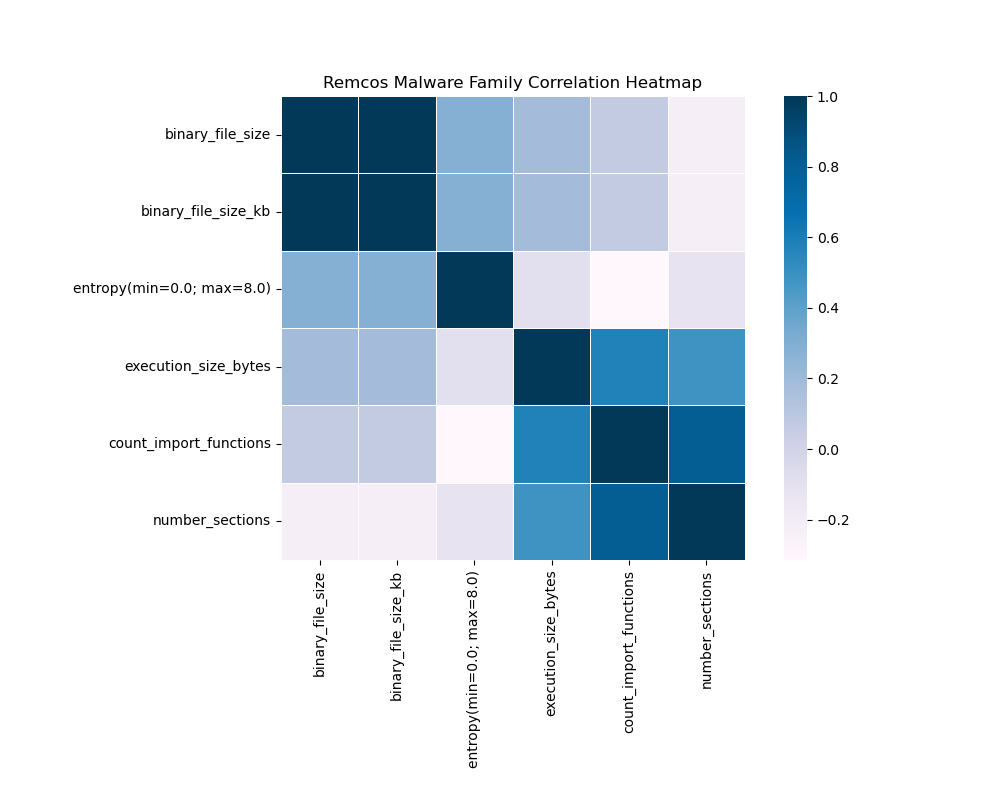 Remcos Malware Family Correlation Heatmap
binary_file_size
binary_file_size_kb
entropy(min=0.0; max=8.0)
execution_size_bytes
count_import_functions
number_sections
binary_file_size
binary_file_size_kb
entropy(min=0.0; max=8.0)
execution_size_bytes
count_import_functions
number_sections
1.0
0.8
0.6
0.4
0.2
0.0
−0.2